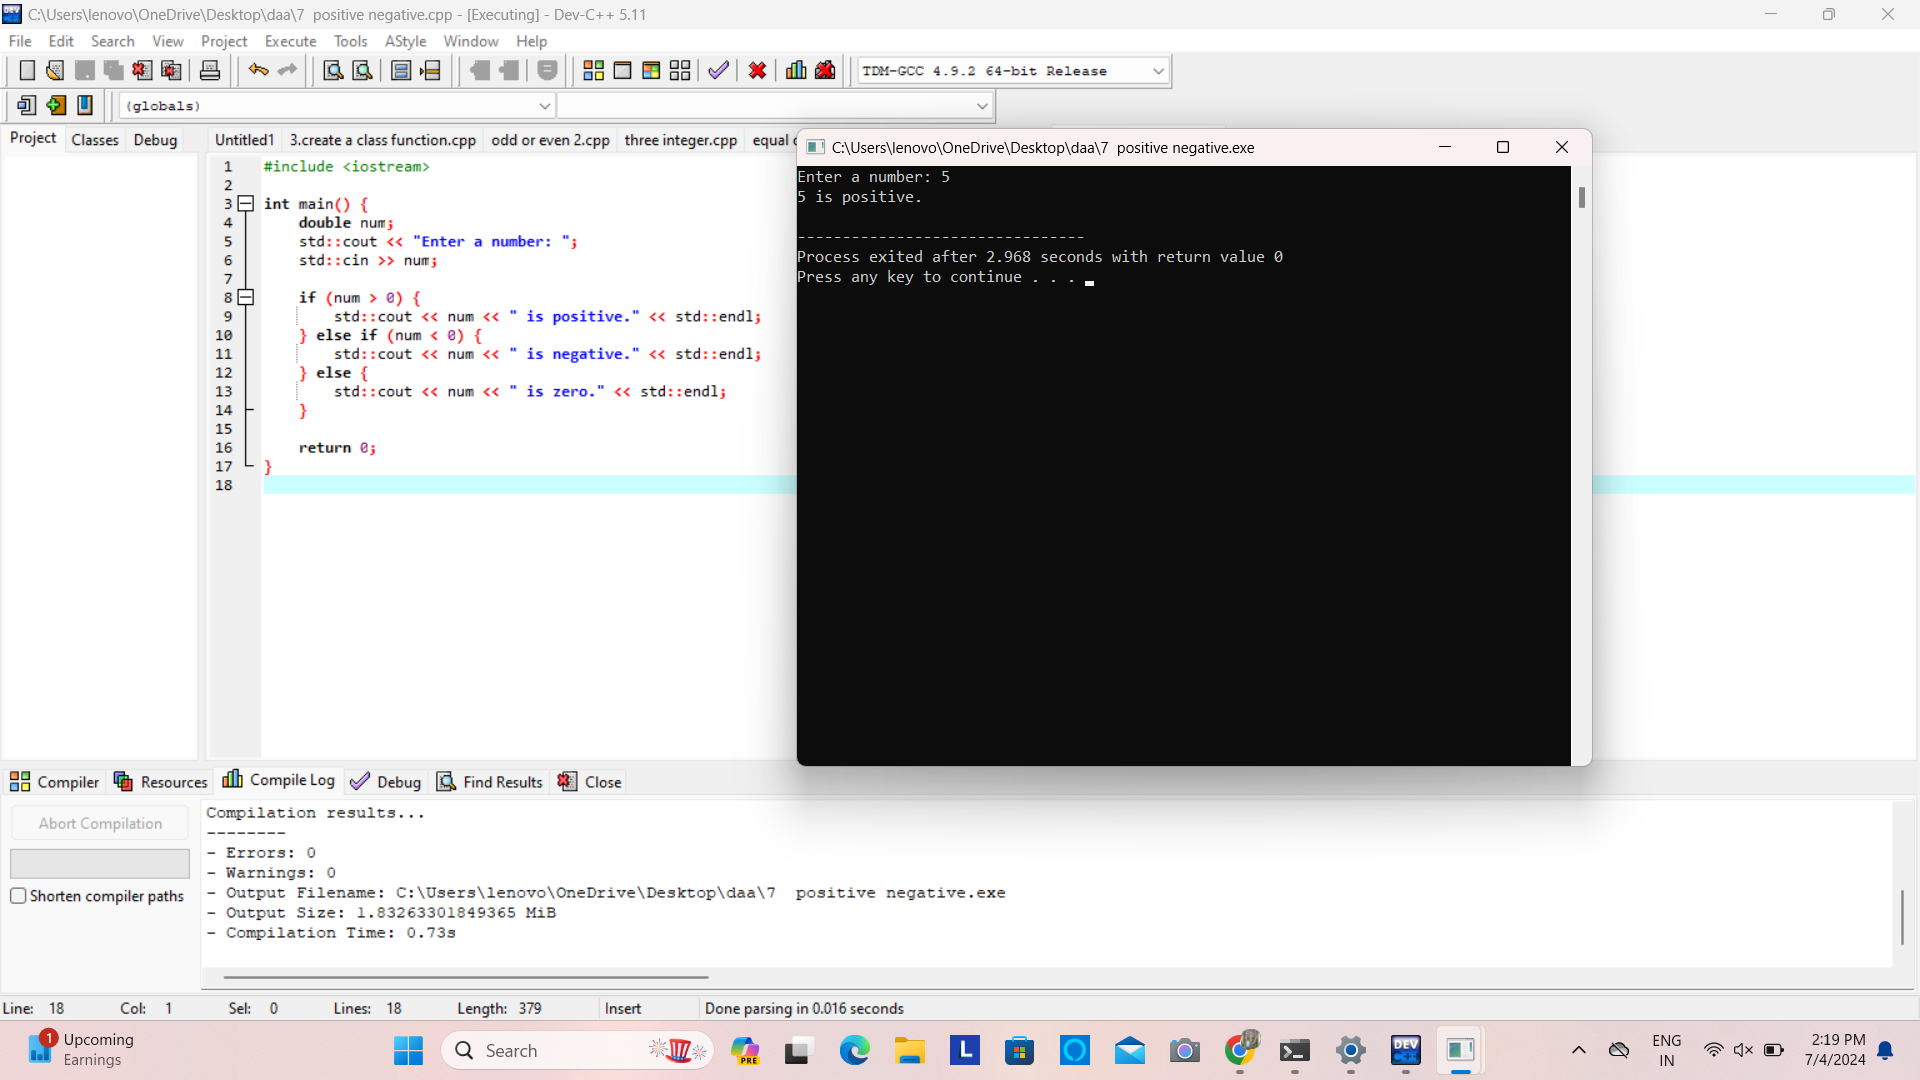 C:\Users\lenovo\OneDrive\Desktop\daa\7  positive negative.cpp - [Executing] - Dev-C++ 5.11
File Edit Search View Project Execute Tools AStyle Window Help
TDM-GCC 4.9.2 64-bit Release
(globals)
Project Classes Debug
Untitled1 3.create a class function.cpp odd or even 2.cpp three integer.cpp equal
1 #include <iostream>
2
3 int main() {
4     double num;
5     std::cout << "Enter a number: ";
6     std::cin >> num;
7
8     if (num > 0) {
9         std::cout << num << " is positive." << std::endl;
10     } else if (num < 0) {
11         std::cout << num << " is negative." << std::endl;
12     } else {
13         std::cout << num << " is zero." << std::endl;
14     }
15
16     return 0;
17 }
18
C:\Users\lenovo\OneDrive\Desktop\daa\7  positive negative.exe
Enter a number: 5
5 is positive.
--------------------------------
Process exited after 2.968 seconds with return value 0
Press any key to continue . . .
Compiler Resources Compile Log Debug Find Results Close
Abort Compilation
Shorten compiler paths
Compilation results...
--------
- Errors: 0
- Warnings: 0
- Output Filename: C:\Users\lenovo\OneDrive\Desktop\daa\7  positive negative.exe
- Output Size: 1.83263301849365 MiB
- Compilation Time: 0.73s
Line: 18 Col: 1 Sel: 0 Lines: 18 Length: 379 Insert Done parsing in 0.016 seconds
1
Upcoming
Earnings
Search
PRE
L
DEV
ENG
IN
2:19 PM
7/4/2024